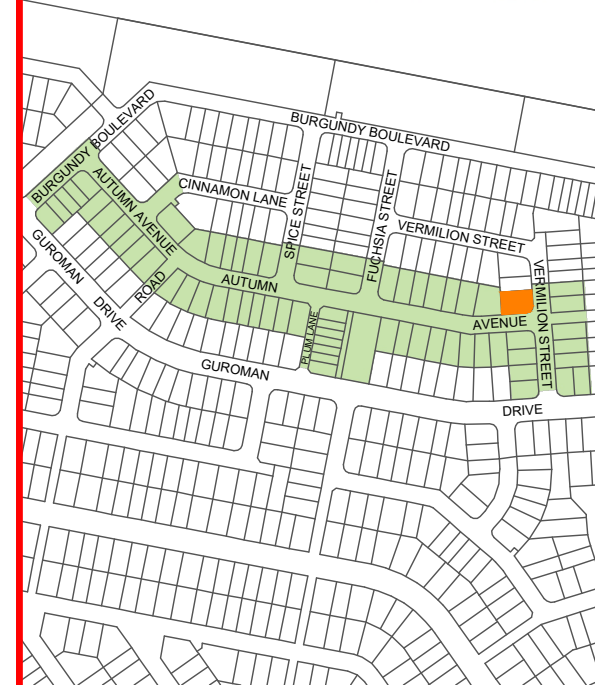 BURGUNDY BOULEVARD
BURGUNDY BOULEVARD
AUTUMN AVENUE
CINNAMON LANE
SPICE STREET
FUCHSIA STREET
VERMILION STREET
GUROMAN
DRIVE
ROAD
AUTUMN
AVENUE
VERMILION STREET
PLUM LANE
GUROMAN
DRIVE